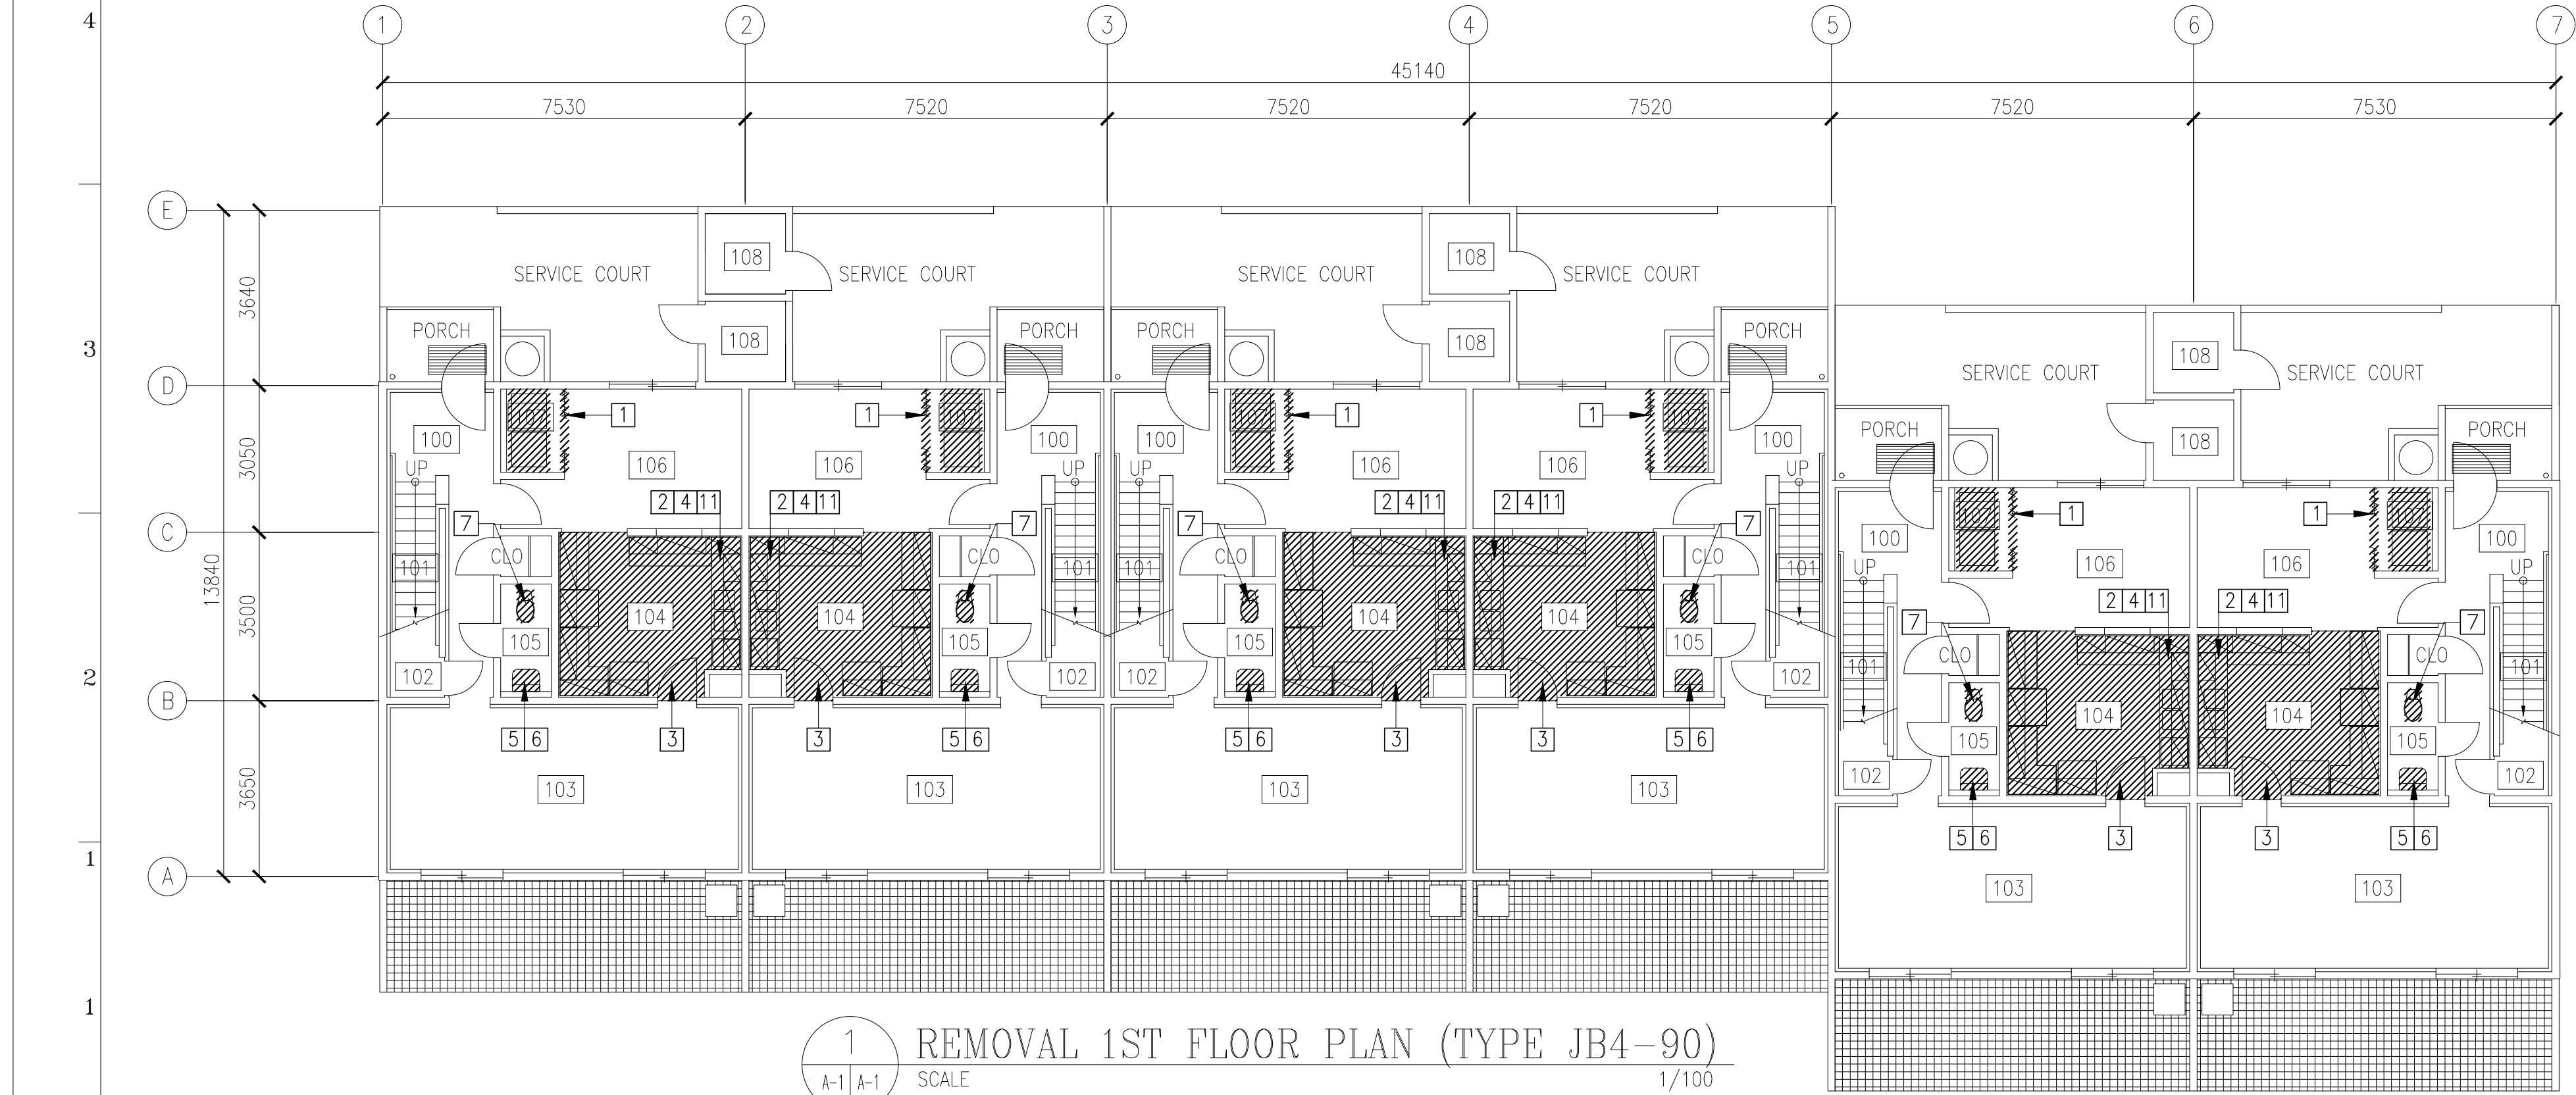 4
1 2 3 4 5 6 7
45140
7530 7520 7520 7520 7520 7530
E
108 108
SERVICE COURT SERVICE COURT SERVICE COURT SERVICE COURT
3640
PORCH PORCH PORCH PORCH
108 108
3
108
SERVICE COURT SERVICE COURT
D
107 1 1 107 107 1 1 107
PORCH 108 PORCH
100 100 100 100
3050
106 106 106 106
UP UP UP UP
2 4 11 2 4 11 2 4 11 2 4 11
107 1 1 107
7 7 7 7
C
100 100
CLO CLO CLO CLO
101 101 101 101
106 106
UP UP
13840
3500
2 4 11 2 4 11
104 104 104 104
7 7
105 105 105 105
CLO CLO
101 101
2
102 102 102 102
B
104 104
5 6 3 3 5 6 5 6 3 3 5 6
105 105
102 102
3650
103 103 103 103
5 6 3 3 5 6
1
A
103 103
1
1
A-1 A-1
REMOVAL 1ST FLOOR PLAN (TYPE JB4-90)
SCALE 1/100